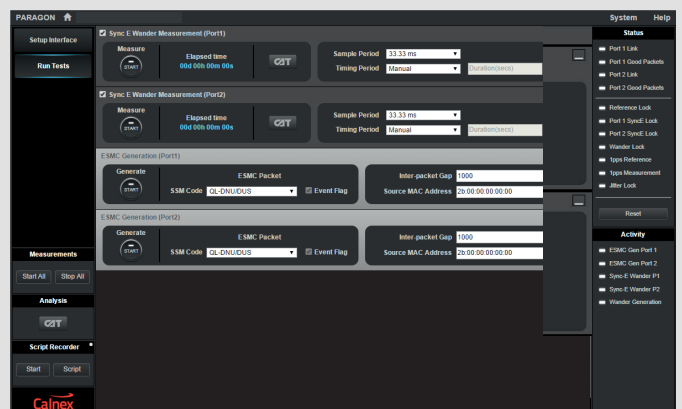 PARAGON
System Help
Setup Interface
Run Tests
Measurements
Start All Stop All
Analysis
CAT
Script Recorder
Start Script
Calnex
Sync E Wander Measurement (Port1)
Measure
START
Elapsed time
00d 00h 00m 00s
CAT
Sample Period 33.33 ms
Timing Period Manual Duration(secs)
Sync E Wander Measurement (Port2)
Measure
START
Elapsed time
00d 00h 00m 00s
CAT
Sample Period 33.33 ms
Timing Period Manual Duration(secs)
ESMC Generation (Port1)
Generate
START
ESMC Packet
SSM Code QL-DNU/DUS Event Flag
Inter-packet Gap 1000
Source MAC Address 2b:00:00:00:00:00
ESMC Generation (Port2)
Generate
START
ESMC Packet
SSM Code QL-DNU/DUS Event Flag
Inter-packet Gap 1000
Source MAC Address 2b:00:00:00:00:00
Status
Port 1 Link
Port 1 Good Packets
Port 2 Link
Port 2 Good Packets
Reference Lock
Port 1 SyncE Lock
Port 2 SyncE Lock
Wander Lock
1pps Reference
1pps Measurement
Jitter Lock
Reset
Activity
ESMC Gen Port 1
ESMC Gen Port 2
Sync-E Wander P1
Sync-E Wander P2
Wander Generation